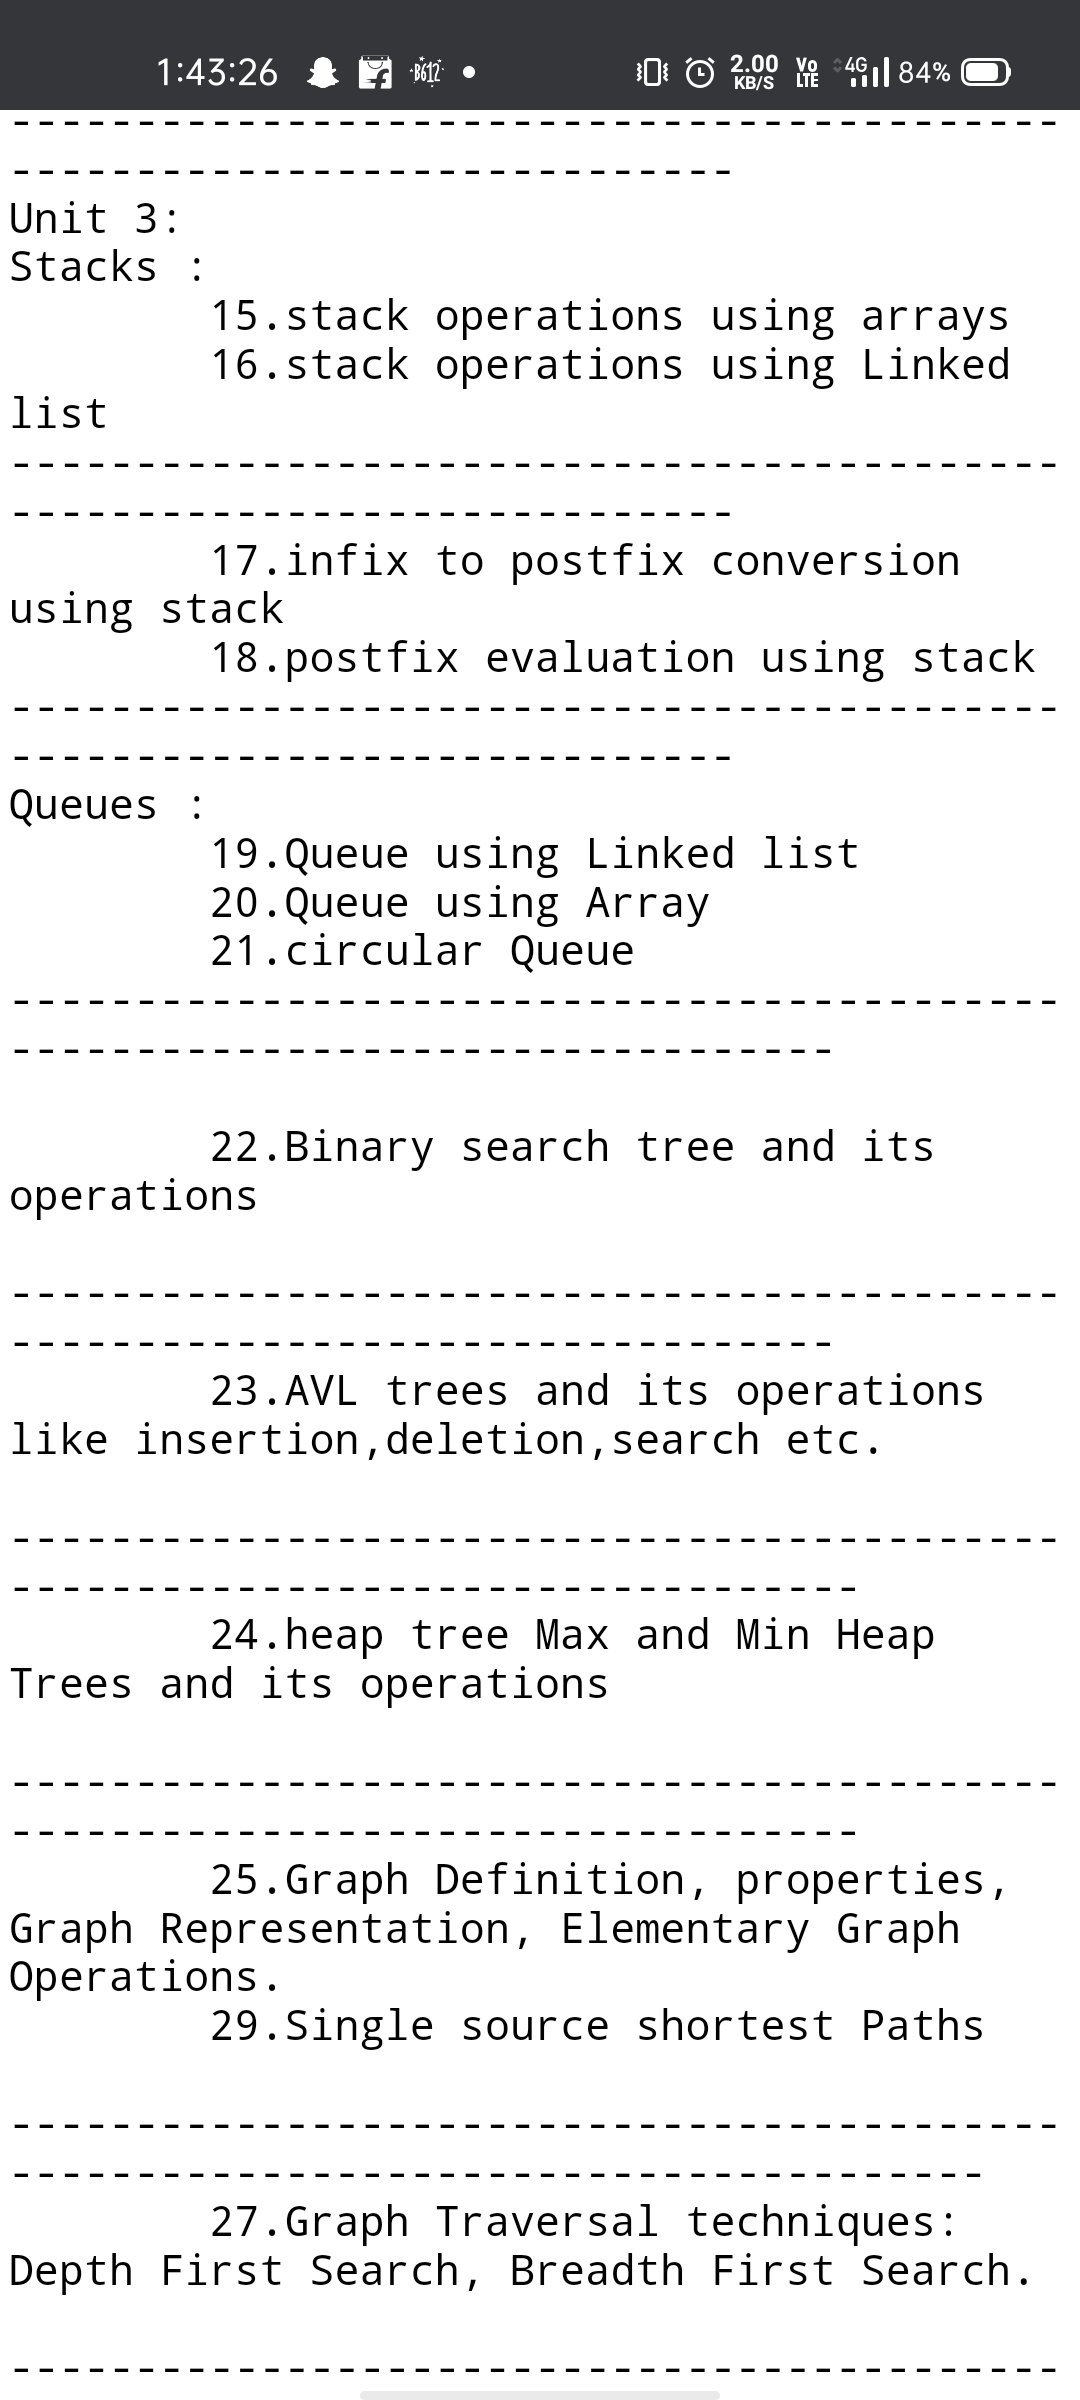 1:43:26 B612 2.00 KB/S Vo LTE 4G 84%
------------------------------------------
-----------------------------
Unit 3:
Stacks :
15.stack operations using arrays
16.stack operations using Linked
list
------------------------------------------
-----------------------------
17.infix to postfix conversion
using stack
18.postfix evaluation using stack
------------------------------------------
-----------------------------
Queues :
19.Queue using Linked list
20.Queue using Array
21.circular Queue
------------------------------------------
---------------------------------
22.Binary search tree and its
operations
------------------------------------------
---------------------------------
23.AVL trees and its operations
like insertion,deletion,search etc.
------------------------------------------
----------------------------------
24.heap tree Max and Min Heap
Trees and its operations
------------------------------------------
----------------------------------
25.Graph Definition, properties,
Graph Representation, Elementary Graph
Operations.
29.Single source shortest Paths
------------------------------------------
---------------------------------------
27.Graph Traversal techniques:
Depth First Search, Breadth First Search.
------------------------------------------